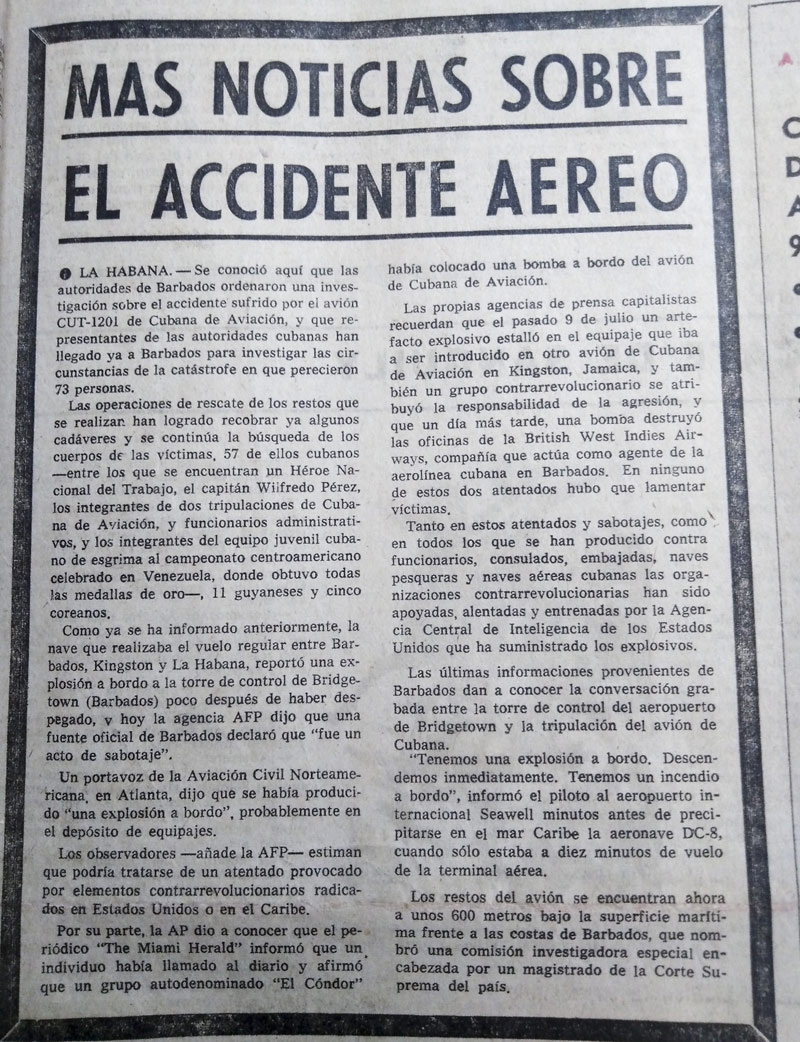 MAS NOTICIAS SOBRE
EL ACCIDENTE AEREO
LA HABANA. — Se conoció aquí que las
autoridades de Barbados ordenaron una inves-
tigación sobre el accidente sufrido por el avión
CUT-1201 de Cubana de Aviación, y que re-
presentantes de las autoridades cubanas han
llegado ya a Barbados para investigar las cir-
cunstancias de la catástrofe en que perecieron
73 personas.
Las operaciones de rescate de los restos que
se realizan han logrado recobrar ya algunos
cadáveres y se continúa la búsqueda de los
cuerpos de las víctimas, 57 de ellos cubanos
—entre los que se encuentran un Héroe Na-
cional del Trabajo, el capitán Wilfredo Pérez,
los integrantes de dos tripulaciones de Cuba-
na de Aviación, y funcionarios administrati-
vos, y los integrantes del equipo juvenil cuba-
no de esgrima al campeonato centroamericano
celebrado en Venezuela, donde obtuvo todas
las medallas de oro—, 11 guyaneses y cinco
coreanos.
Como ya se ha informado anteriormente, la
nave que realizaba el vuelo regular entre Bar-
bados, Kingston y La Habana, reportó una ex-
plosión a bordo a la torre de control de Bridge-
town (Barbados) poco después de haber des-
pegado, y hoy la agencia AFP dijo que una
fuente oficial de Barbados declaró que "fue un
acto de sabotaje".
Un portavoz de la Aviación Civil Norteame-
ricana, en Atlanta, dijo que se había produci-
do "una explosión a bordo", probablemente en
el depósito de equipajes.
Los observadores —añade la AFP— estiman
que podría tratarse de un atentado provocado
por elementos contrarrevolucionarios radica-
dos en Estados Unidos o en el Caribe.
Por su parte, la AP dio a conocer que el pe-
riódico "The Miami Herald" informó que un
individuo había llamado al diario y afirmó
que un grupo autodenominado "El Cóndor"
había colocado una bomba a bordo del avión
de Cubana de Aviación.
Las propias agencias de prensa capitalistas
recuerdan que el pasado 9 de julio un arte-
facto explosivo estalló en el equipaje que iba
a ser introducido en otro avión de Cubana
de Aviación en Kingston, Jamaica, y tam-
bién un grupo contrarrevolucionario se atri-
buyó la responsabilidad de la agresión, y
que un día más tarde, una bomba destruyó
las oficinas de la British West Indies Air-
ways, compañía que actúa como agente de la
aerolínea cubana en Barbados. En ninguno
de estos dos atentados hubo que lamentar
víctimas.
Tanto en estos atentados y sabotajes, como
en todos los que se han producido contra
funcionarios, consulados, embajadas, naves
pesqueras y naves aéreas cubanas las orga-
nizaciones contrarrevolucionarias han sido
apoyadas, alentadas y entrenadas por la Agen-
cia Central de Inteligencia de los Estados
Unidos que ha suministrado los explosivos.
Las últimas informaciones provenientes de
Barbados dan a conocer la conversación gra-
bada entre la torre de control del aeropuerto
de Bridgetown y la tripulación del avión de
Cubana.
"Tenemos una explosión a bordo. Descen-
demos inmediatamente. Tenemos un incendio
a bordo", informó el piloto al aeropuerto in-
ternacional Seawell minutos antes de preci-
pitarse en el mar Caribe la aeronave DC-8,
cuando sólo estaba a diez minutos de vuelo
de la terminal aérea.
Los restos del avión se encuentran ahora
a unos 600 metros bajo la superficie maríti-
ma frente a las costas de Barbados, que nom-
bró una comisión investigadora especial en-
cabezada por un magistrado de la Corte Su-
prema del país.